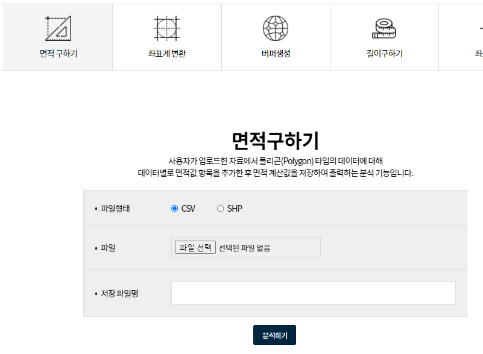 면적 구하기
좌표계 변환
버퍼생성
길이구하기
면적구하기
사용자가 업로드한 자료에서 폴리곤(Polygon) 타입의 데이터에 대해
데이터별로 면적값 항목을 추가한 후 면적 계산값을 저장하여 출력하는 분석 기능입니다.
파일형태 CSV SHP
파일 파일 선택 선택된 파일 없음
저장 파일명
분석하기